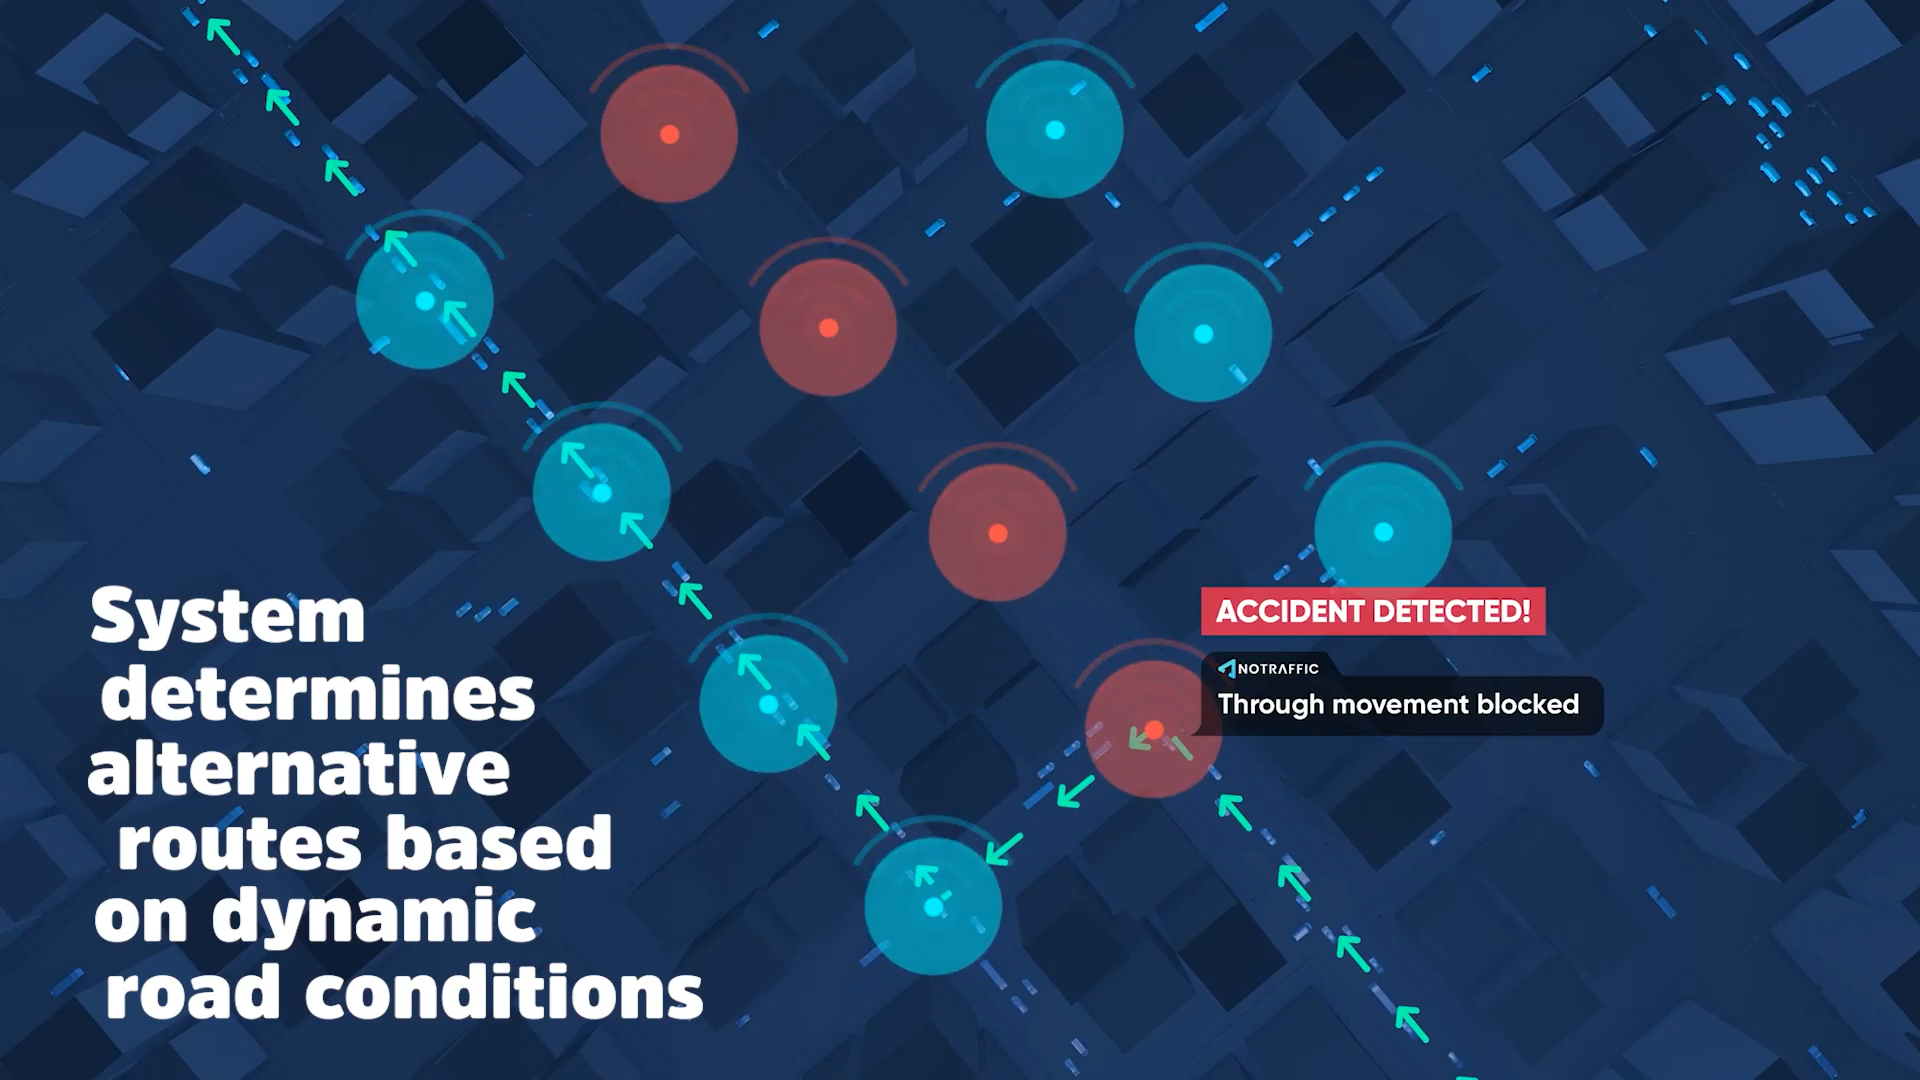 System
determines
alternative
routes based
on dynamic
road conditions
ACCIDENT DETECTED!
NOTRAFFIC
Through movement blocked